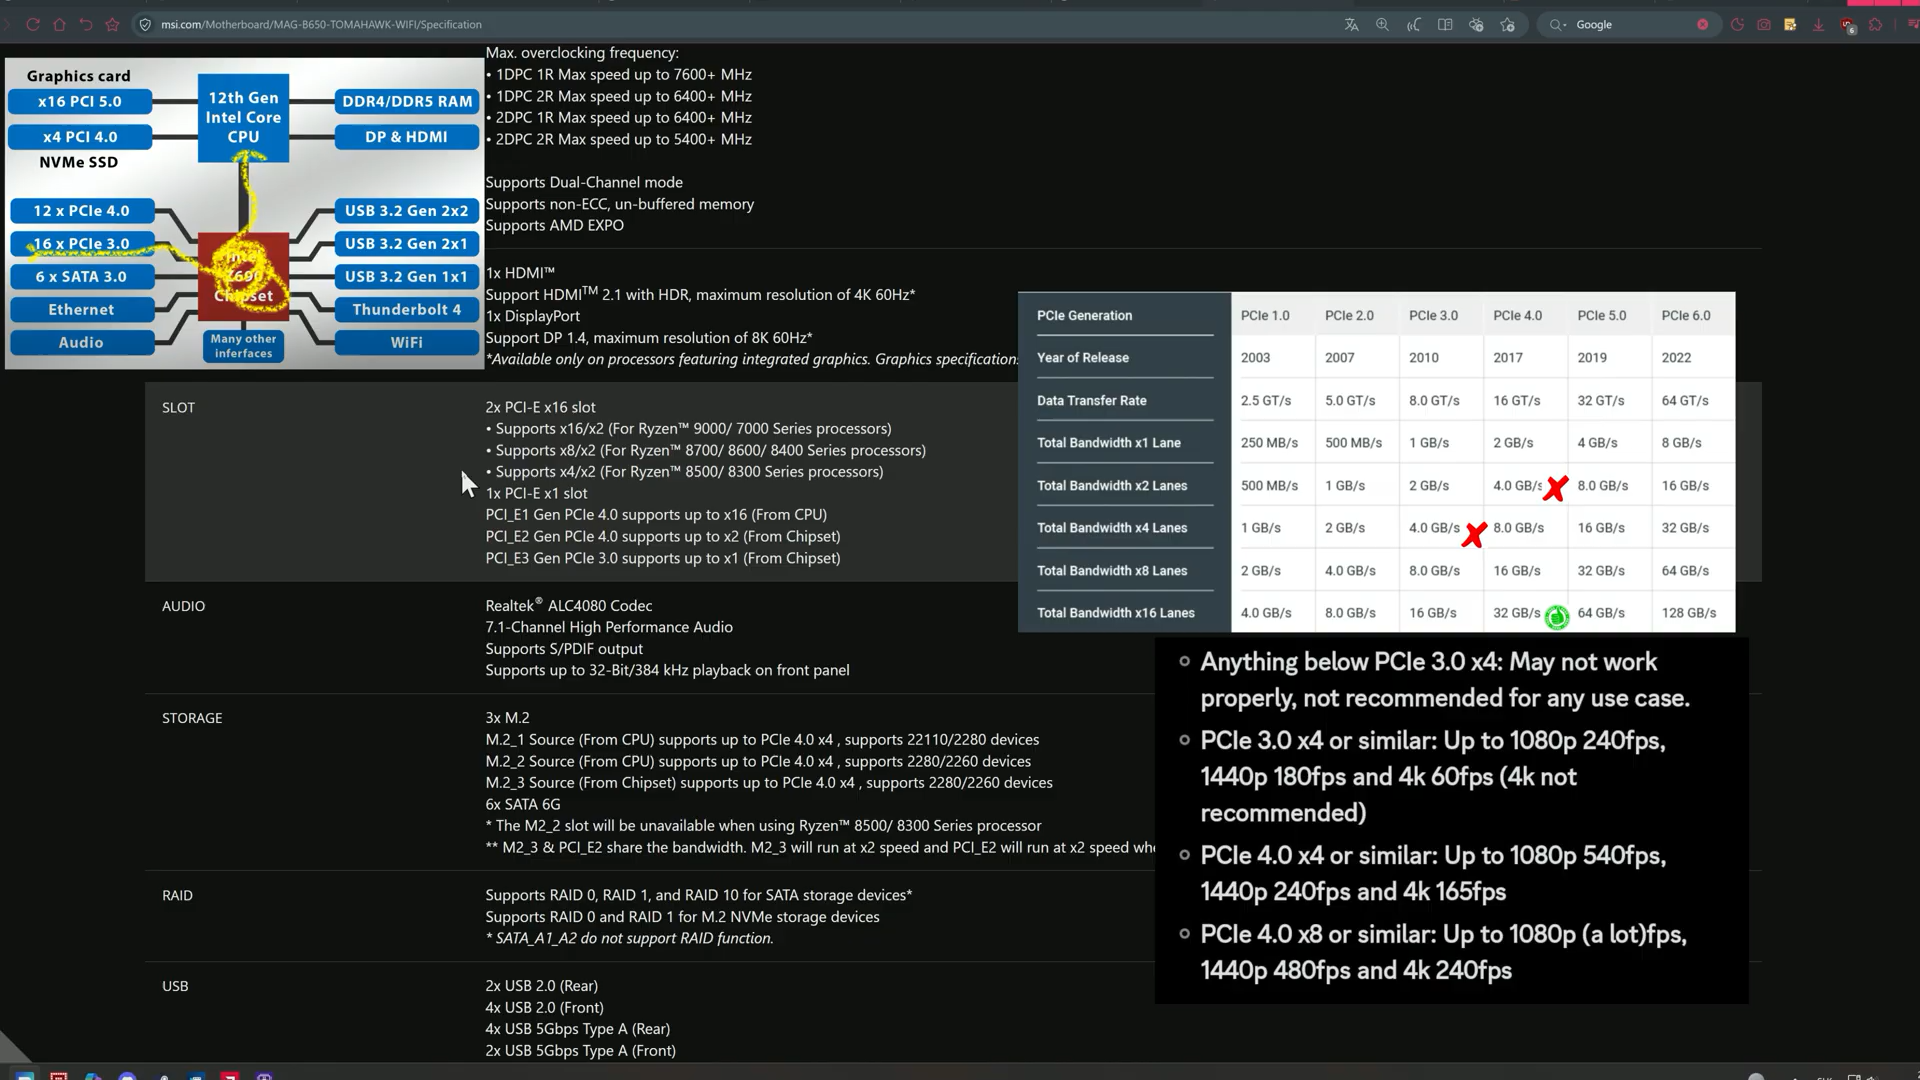 msi.com/Motherboard/MAG-B650-TOMAHAWK-WIFI/Specification
Google
6
Graphics card
x16 PCI 5.0
x4 PCI 4.0
NVMe SSD
12th Gen
Intel Core
CPU
DDR4/DDR5 RAM
DP & HDMI
12 x PCIe 4.0
16 x PCIe 3.0
6 x SATA 3.0
Ethernet
Audio
Intel
Z690
Chipset
Many other
inferfaces
USB 3.2 Gen 2x2
USB 3.2 Gen 2x1
USB 3.2 Gen 1x1
Thunderbolt 4
WiFi
Max. overclocking frequency:
• 1DPC 1R Max speed up to 7600+ MHz
• 1DPC 2R Max speed up to 6400+ MHz
• 2DPC 1R Max speed up to 6400+ MHz
• 2DPC 2R Max speed up to 5400+ MHz
Supports Dual-Channel mode
Supports non-ECC, un-buffered memory
Supports AMD EXPO
1x HDMI™
Support HDMI™ 2.1 with HDR, maximum resolution of 4K 60Hz*
1x DisplayPort
Support DP 1.4, maximum resolution of 8K 60Hz*
*Available only on processors featuring integrated graphics. Graphics specifications
SLOT
2x PCI-E x16 slot
• Supports x16/x2 (For Ryzen™ 9000/ 7000 Series processors)
• Supports x8/x2 (For Ryzen™ 8700/ 8600/ 8400 Series processors)
• Supports x4/x2 (For Ryzen™ 8500/ 8300 Series processors)
1x PCI-E x1 slot
PCI_E1 Gen PCIe 4.0 supports up to x16 (From CPU)
PCI_E2 Gen PCIe 4.0 supports up to x2 (From Chipset)
PCI_E3 Gen PCIe 3.0 supports up to x1 (From Chipset)
AUDIO
Realtek® ALC4080 Codec
7.1-Channel High Performance Audio
Supports S/PDIF output
Supports up to 32-Bit/384 kHz playback on front panel
STORAGE
3x M.2
M.2_1 Source (From CPU) supports up to PCIe 4.0 x4 , supports 22110/2280 devices
M.2_2 Source (From CPU) supports up to PCIe 4.0 x4 , supports 2280/2260 devices
M.2_3 Source (From Chipset) supports up to PCIe 4.0 x4 , supports 2280/2260 devices
6x SATA 6G
* The M2_2 slot will be unavailable when using Ryzen™ 8500/ 8300 Series processor
** M2_3 & PCI_E2 share the bandwidth. M2_3 will run at x2 speed and PCI_E2 will run at x2 speed whe
RAID
Supports RAID 0, RAID 1, and RAID 10 for SATA storage devices*
Supports RAID 0 and RAID 1 for M.2 NVMe storage devices
* SATA_A1_A2 do not support RAID function.
USB
2x USB 2.0 (Rear)
4x USB 2.0 (Front)
4x USB 5Gbps Type A (Rear)
2x USB 5Gbps Type A (Front)
PCIe Generation PCIe 1.0 PCIe 2.0 PCIe 3.0 PCIe 4.0 PCIe 5.0 PCIe 6.0
Year of Release 2003 2007 2010 2017 2019 2022
Data Transfer Rate 2.5 GT/s 5.0 GT/s 8.0 GT/s 16 GT/s 32 GT/s 64 GT/s
Total Bandwidth x1 Lane 250 MB/s 500 MB/s 1 GB/s 2 GB/s 4 GB/s 8 GB/s
Total Bandwidth x2 Lanes 500 MB/s 1 GB/s 2 GB/s 4.0 GB/s 8.0 GB/s 16 GB/s
Total Bandwidth x4 Lanes 1 GB/s 2 GB/s 4.0 GB/s 8.0 GB/s 16 GB/s 32 GB/s
Total Bandwidth x8 Lanes 2 GB/s 4.0 GB/s 8.0 GB/s 16 GB/s 32 GB/s 64 GB/s
Total Bandwidth x16 Lanes 4.0 GB/s 8.0 GB/s 16 GB/s 32 GB/s 64 GB/s 128 GB/s
Anything below PCIe 3.0 x4: May not work
properly, not recommended for any use case.
PCIe 3.0 x4 or similar: Up to 1080p 240fps,
1440p 180fps and 4k 60fps (4k not
recommended)
PCIe 4.0 x4 or similar: Up to 1080p 540fps,
1440p 240fps and 4k 165fps
PCIe 4.0 x8 or similar: Up to 1080p (a lot)fps,
1440p 480fps and 4k 240fps